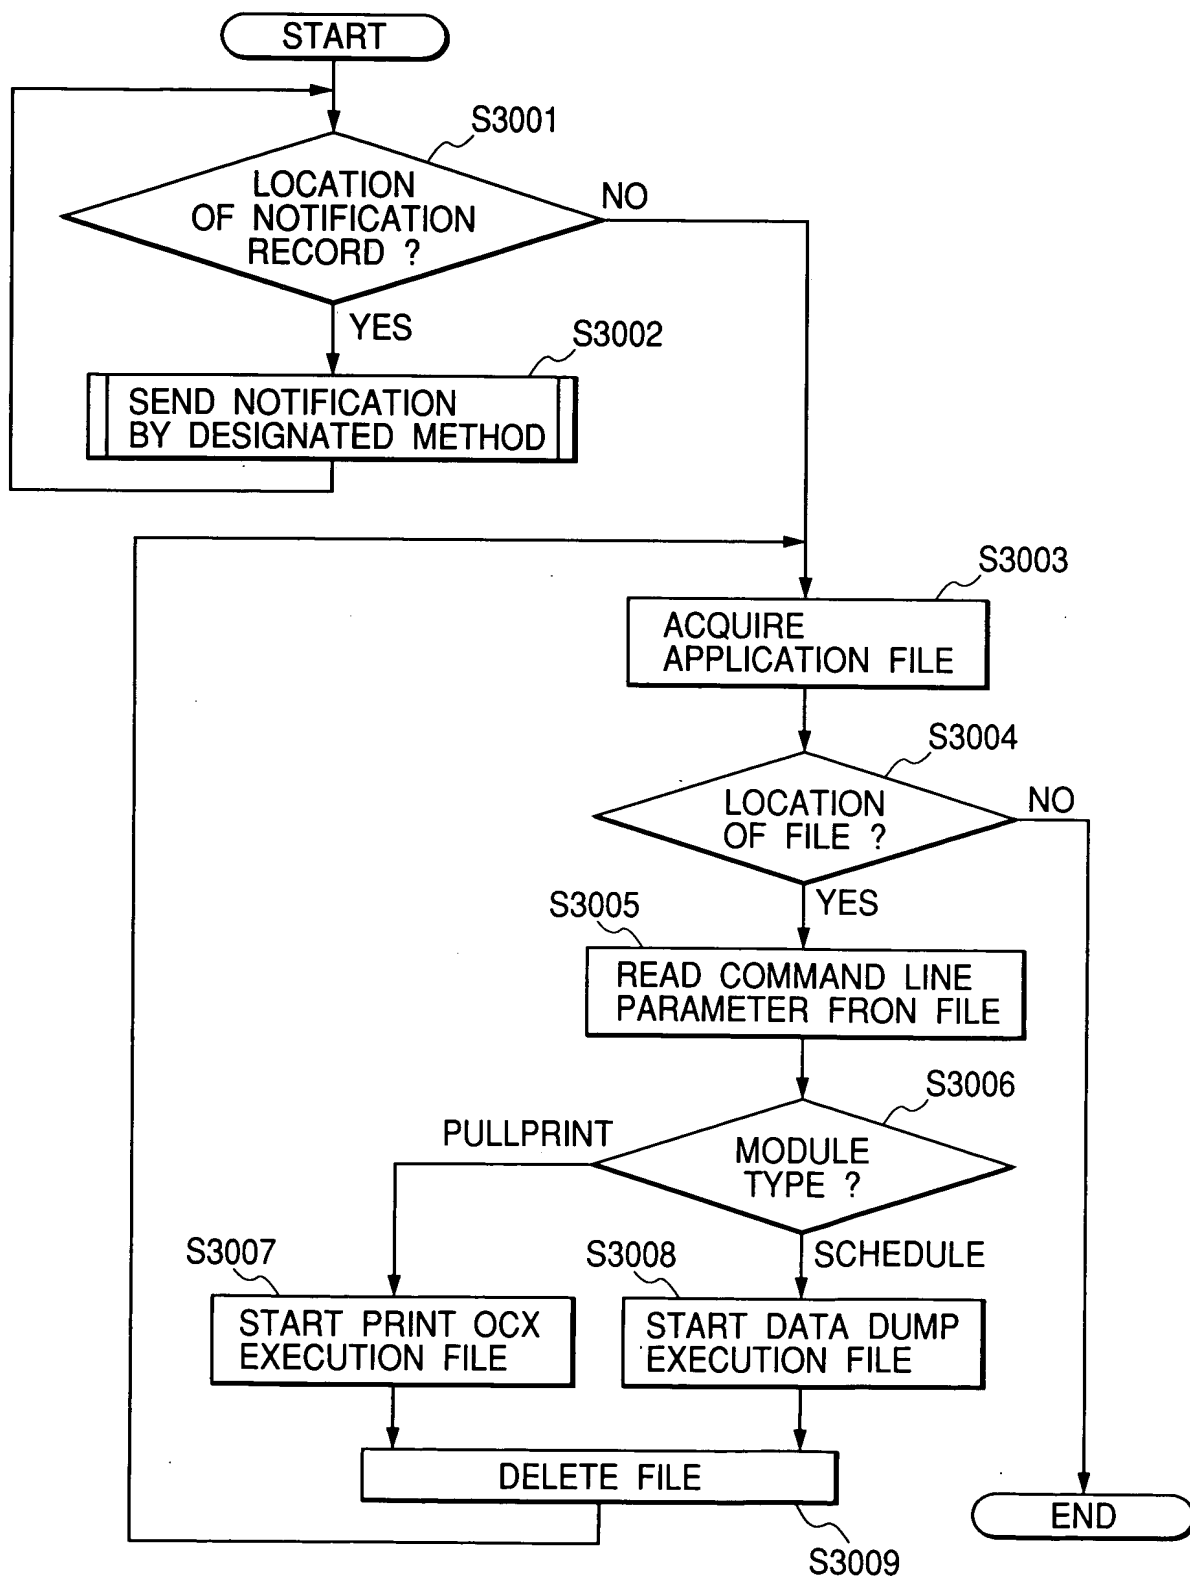 START
S3001
LOCATION
OF NOTIFICATION
RECORD ?
NO
YES
S3002
SEND NOTIFICATION
BY DESIGNATED METHOD
S3003
ACQUIRE
APPLICATION FILE
S3004
LOCATION
OF FILE ?
NO
YES
S3005
READ COMMAND LINE
PARAMETER FRON FILE
S3006
PULLPRINT
MODULE
TYPE ?
SCHEDULE
S3007
START PRINT OCX
EXECUTION FILE
S3008
START DATA DUMP
EXECUTION FILE
DELETE FILE
END
S3009